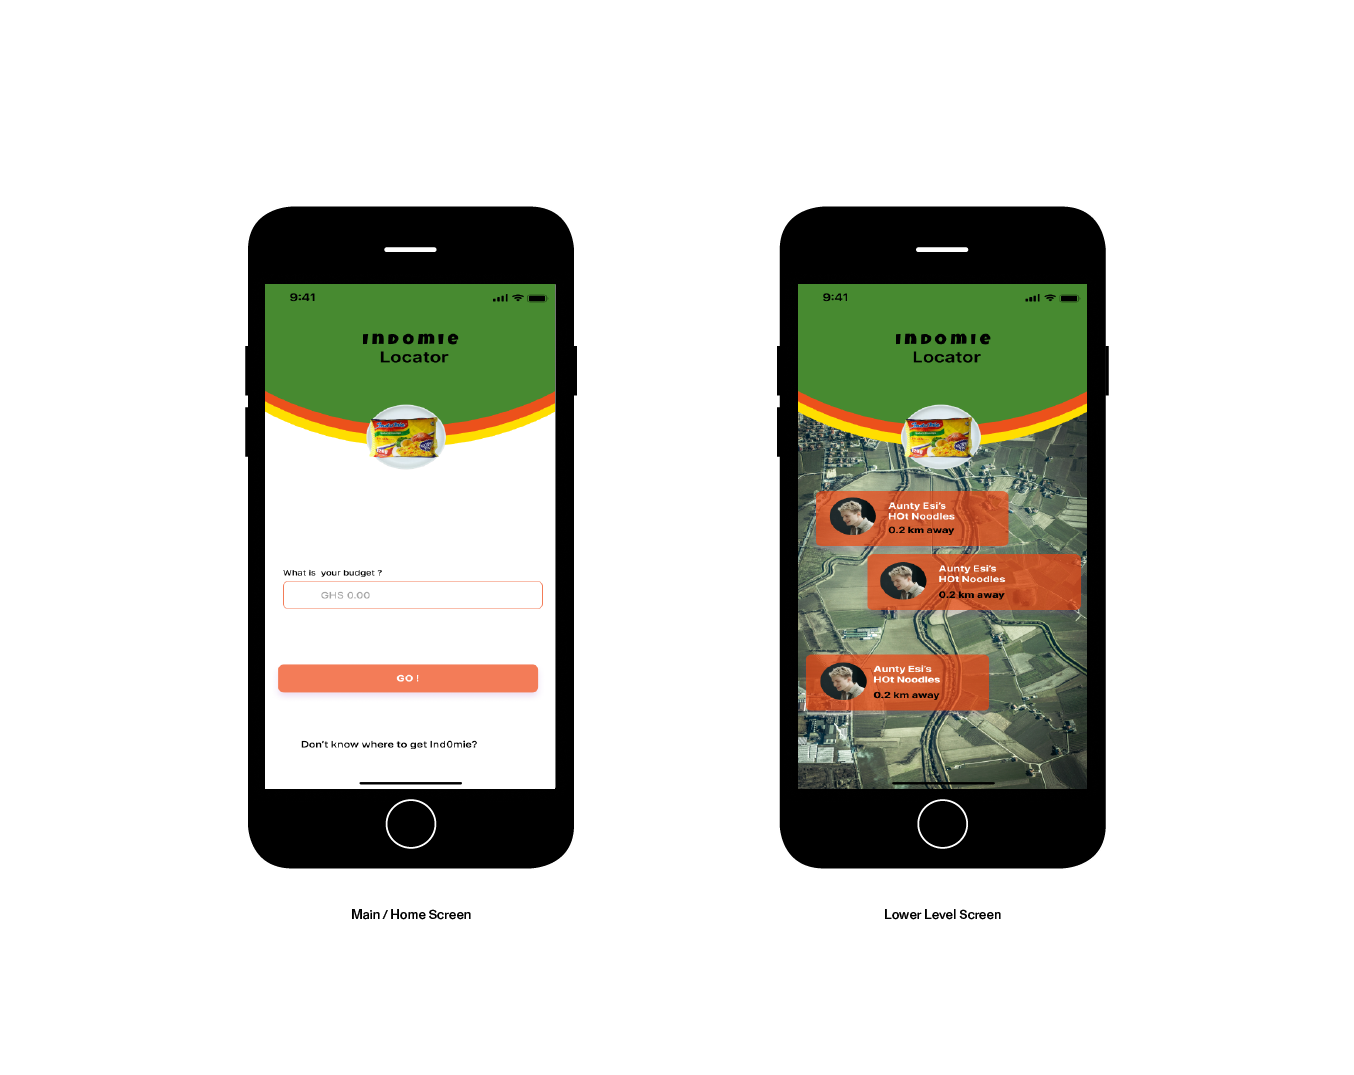 9:41
INDOMIE
Locator
Indomie
What is your budget ?
GHS 0.00
GO !
Don't know where to get Ind0mie?
Main / Home Screen
9:41
INDOMIE
Locator
Indomie
Aunty Esi's
HOt Noodles
0.2 km away
Aunty Esi's
HOt Noodles
0.2 km away
Aunty Esi's
HOt Noodles
0.2 km away
Lower Level Screen